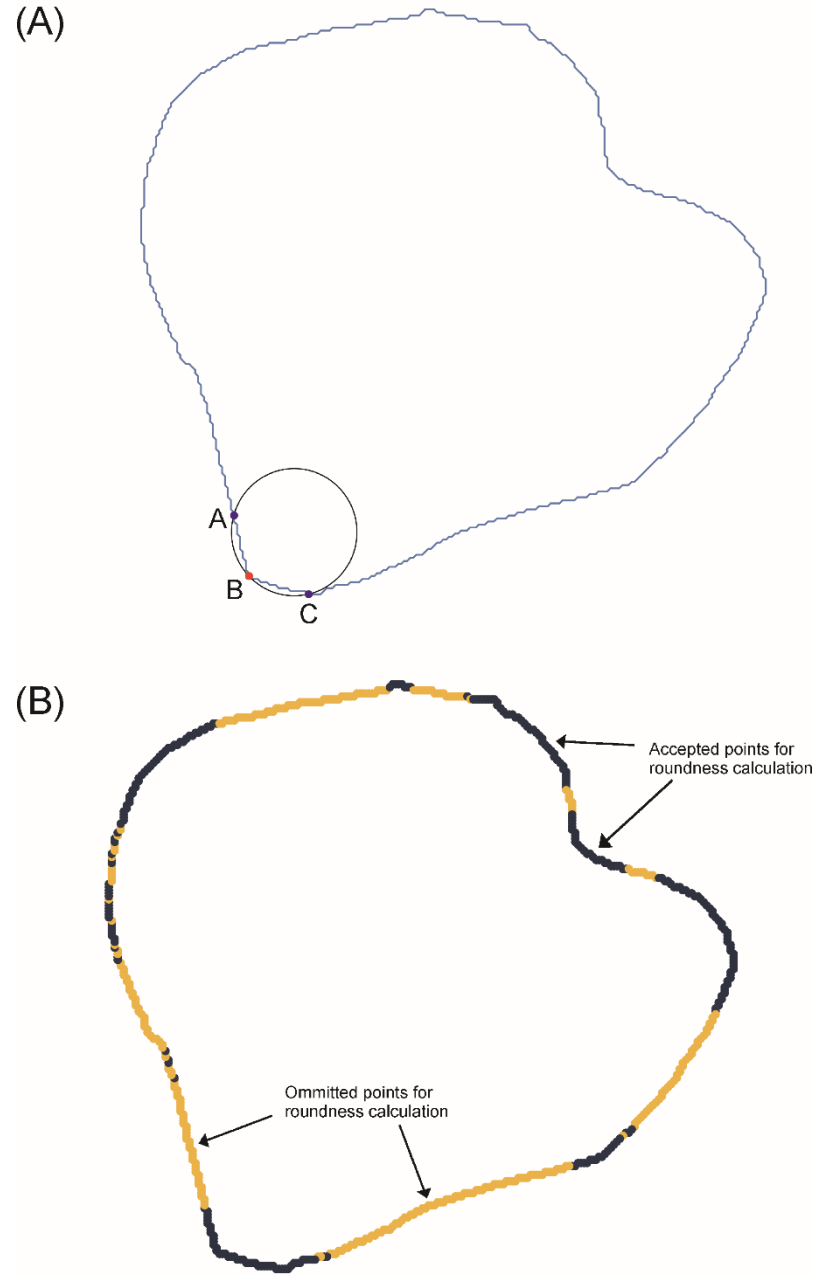 (A)
A
B
C
(B)
Accepted points for
roundness calculation
Ommitted points for
roundness calculation